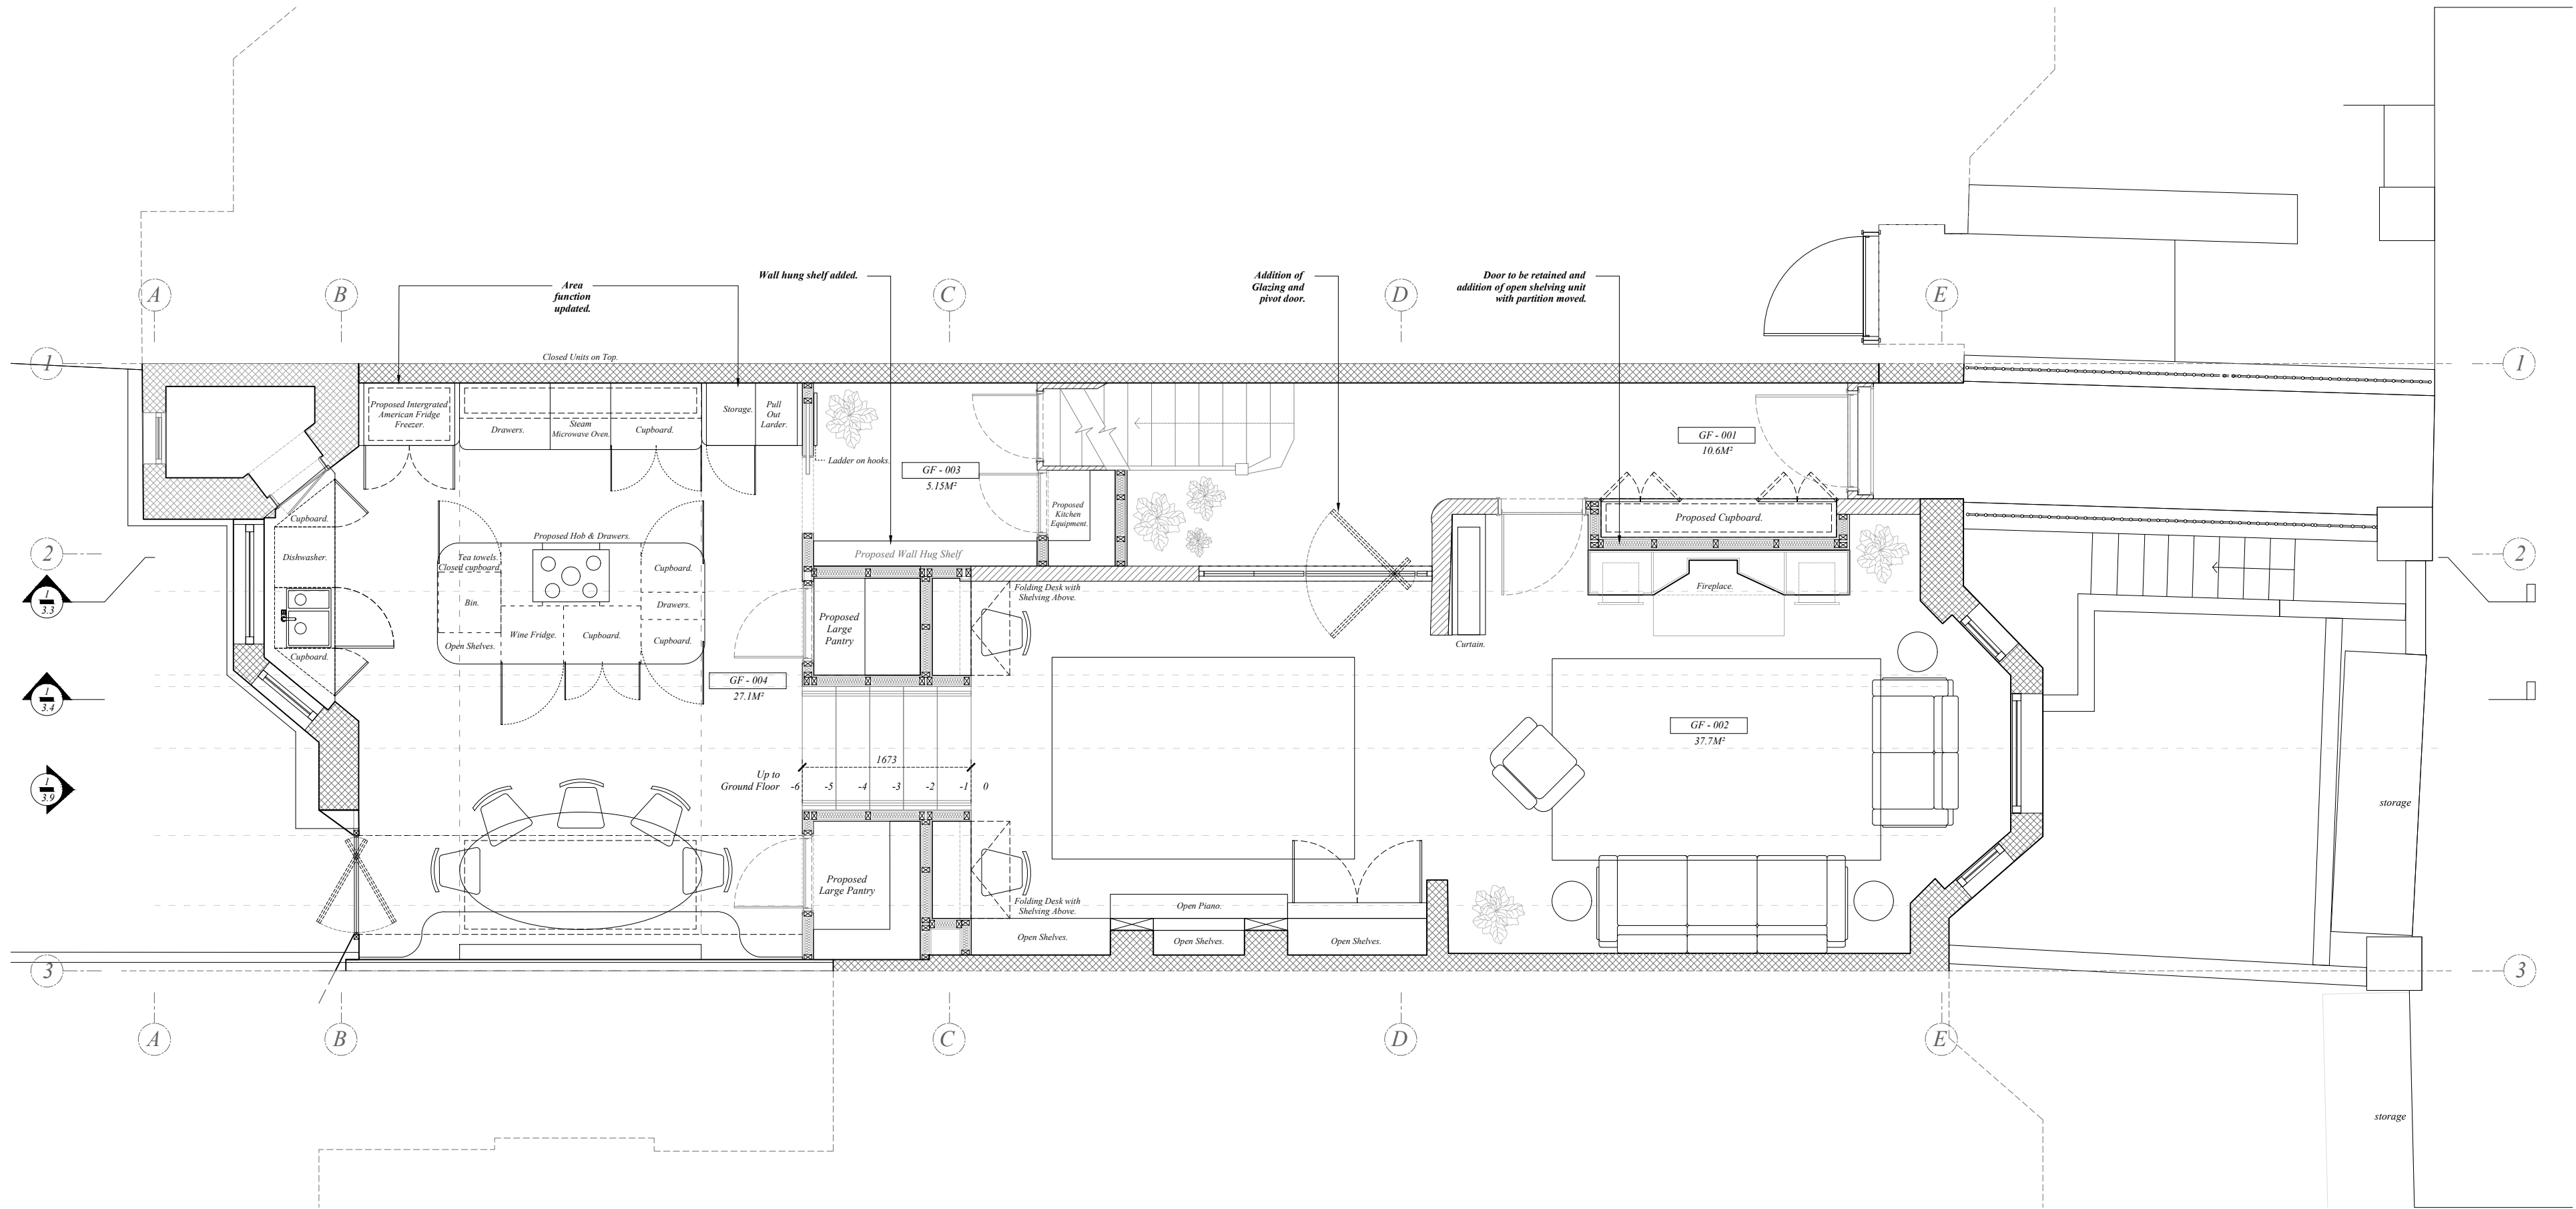 A
B
C
D
E
Area
function
updated.
Wall hung shelf added.
Addition of
Glazing and
pivot door.
Door to be retained and
addition of open shelving unit
with partition moved.
1
1
Closed Units on Top.
Proposed Intergrated
American Fridge
Freezer.
Drawers.
Steam
Microwave Oven.
Cupboard.
Storage.
Pull
Out
Larder.
Ladder on hooks.
GF - 003
5.15M²
GF - 001
10.6M²
Proposed
Kitchen
Equipment.
Proposed Cupboard.
Cupboard.
Dishwasher.
Cupboard.
Proposed Hob & Drawers.
Tea towels.
Closed cupboard
Bin.
Open Shelves.
Wine Fridge.
Cupboard.
Cupboard.
Drawers.
Cupboard.
Proposed Wall Hug Shelf
2
2
1
3.3
1
3.4
1
3.9
Fireplace.
Folding Desk with
Shelving Above.
Proposed
Large
Pantry
Curtain.
GF - 004
27.1M²
GF - 002
37.7M²
1673
Up to
Ground Floor
-6
-5
-4
-3
-2
-1
0
storage
Proposed
Large Pantry
Folding Desk with
Shelving Above.
Open Piano.
Open Shelves.
Open Shelves.
Open Shelves.
3
3
A
B
C
D
E
storage